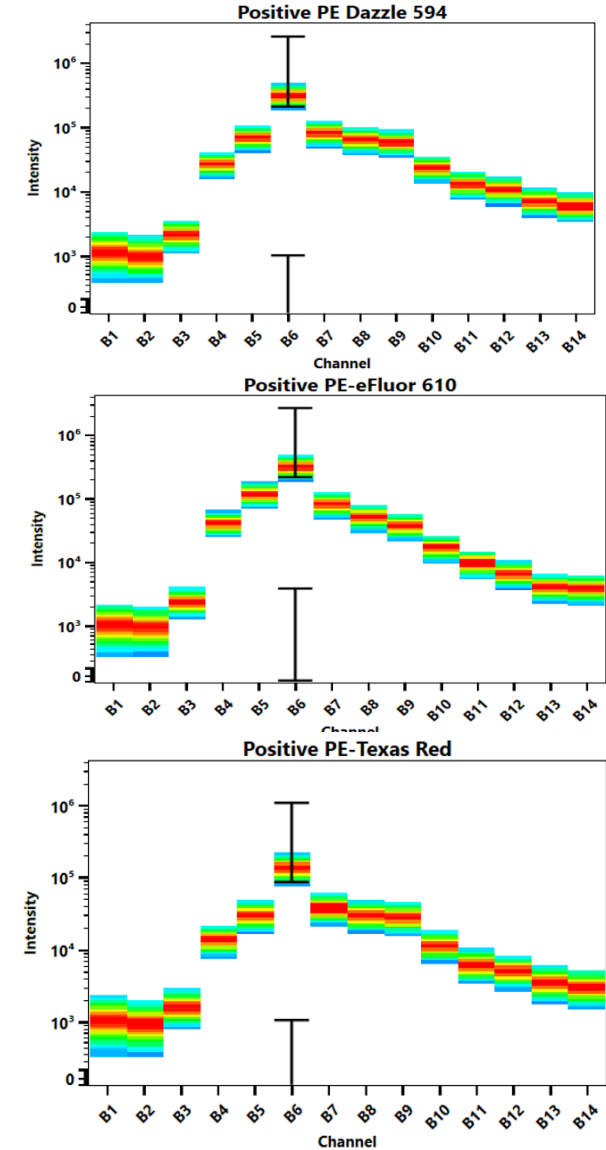 Positive PE Dazzle 594
10⁶
10⁵
10⁴
10³
0
Intensity
B1 B2 B3 B4 B5 B6 B7 B8 B9 B10 B11 B12 B13 B14
Channel
Positive PE-eFluor 610
10⁶
10⁵
10⁴
10³
0
Intensity
B1 B2 B3 B4 B5 B6 B7 B8 B9 B10 B11 B12 B13 B14
Channel
Positive PE-Texas Red
10⁶
10⁵
10⁴
10³
0
Intensity
B1 B2 B3 B4 B5 B6 B7 B8 B9 B10 B11 B12 B13 B14
Channel